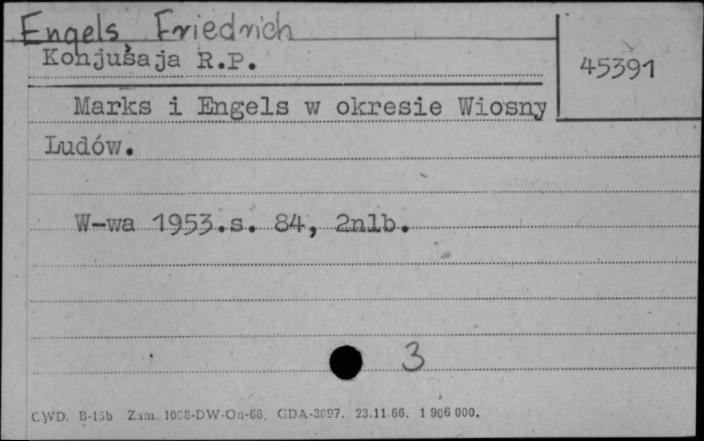 Engels Friedrich
Konjušaja R.P.
45391
Marks i Engels w okresie Wiosny
Ludów.
W-wa 1953.s. 84, 2nlb.
3
CWD. B-15b Zam. 1008-DW-On-66. GDA-3097. 23.11.66. 1 906 000.